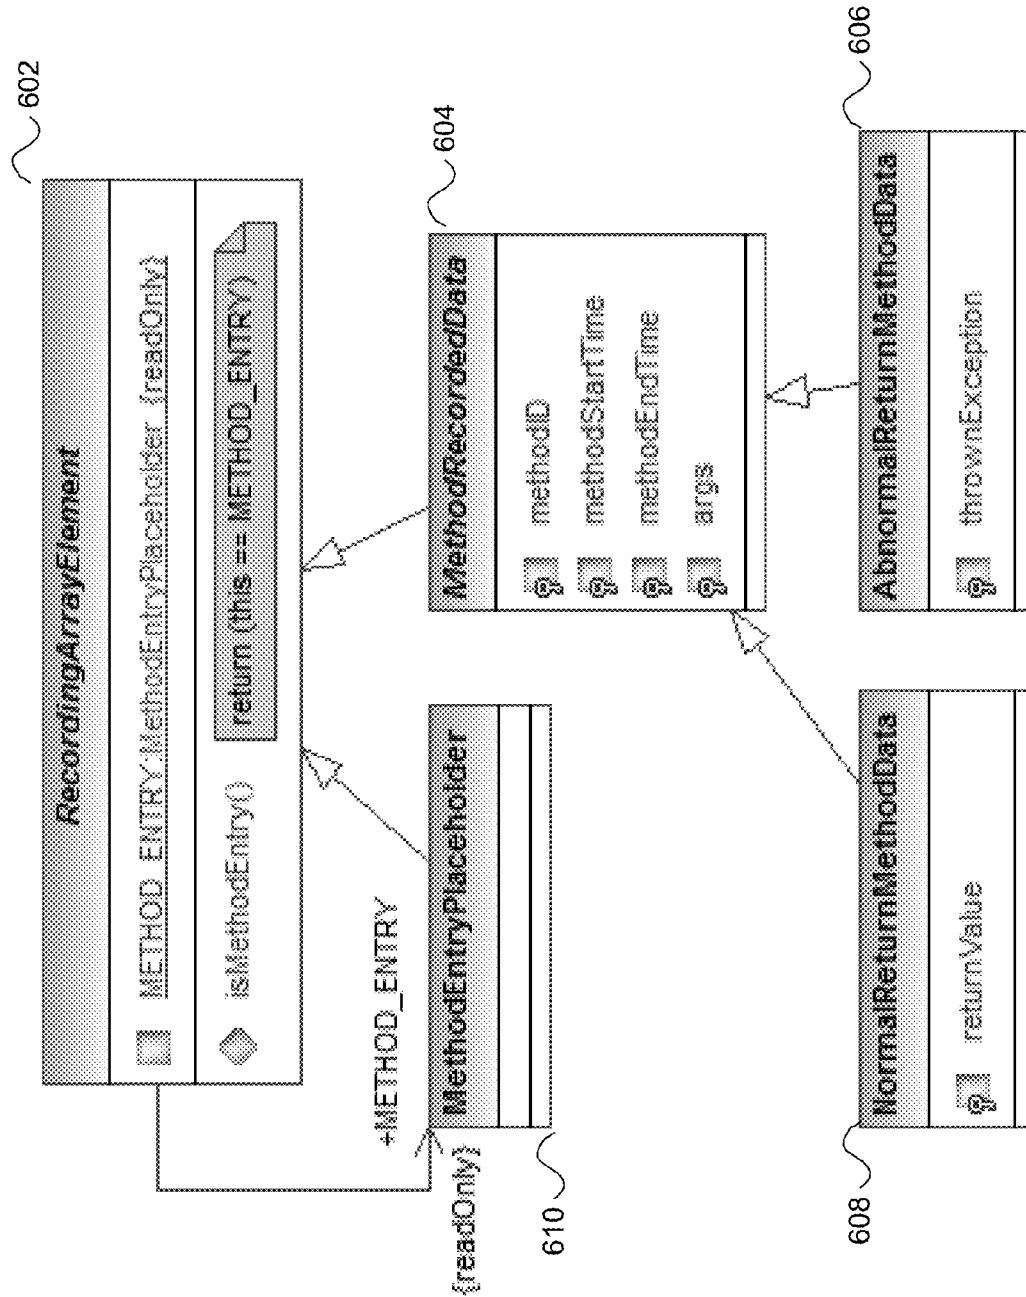 602
RecordingArrayElement
METHOD_ENTRY:MethodEntryPlaceholder {readOnly}
isMethodEntry()
return (this == METHOD_ENTRY)
+METHOD_ENTRY
{readOnly}
610
MethodEntryPlaceholder
604
MethodRecordedData
methodID
methodStartTime
methodEndTime
args
608
NormalReturnMethodData
returnValue
606
AbnormalReturnMethodData
thrownException